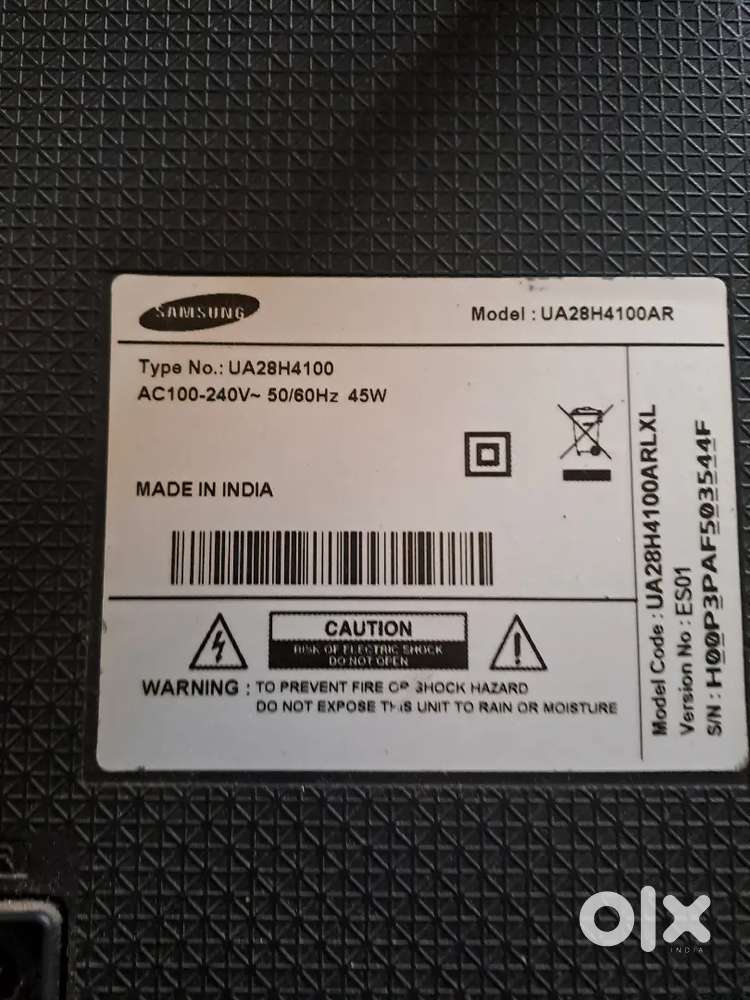 SAMSUNG
Model : UA28H4100AR
Type No.: UA28H4100
AC100-240V~ 50/60Hz 45W
MADE IN INDIA
CAUTION
RISK OF ELECTRIC SHOCK
DO NOT OPEN
WARNING : TO PREVENT FIRE OR SHOCK HAZARD
DO NOT EXPOSE THIS UNIT TO RAIN OR MOISTURE
Model Code : UA28H4100ARLXL
Version No : ES01
S/N : H00P3PAF503544F
olx
INDIA